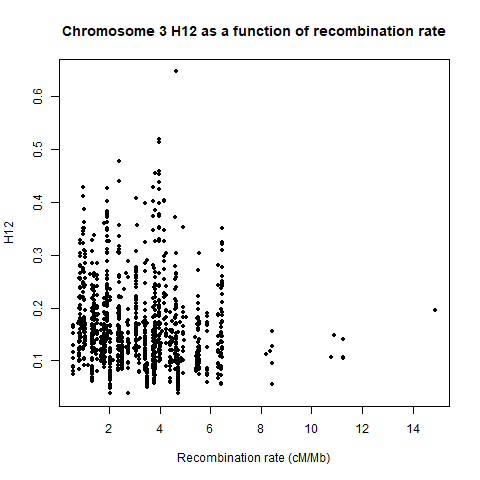 Chromosome 3 H12 as a function of recombination rate
0.6
0.5
0.4
0.3
0.2
0.1
H12
2 4 6 8 10 12 14
Recombination rate (cM/Mb)